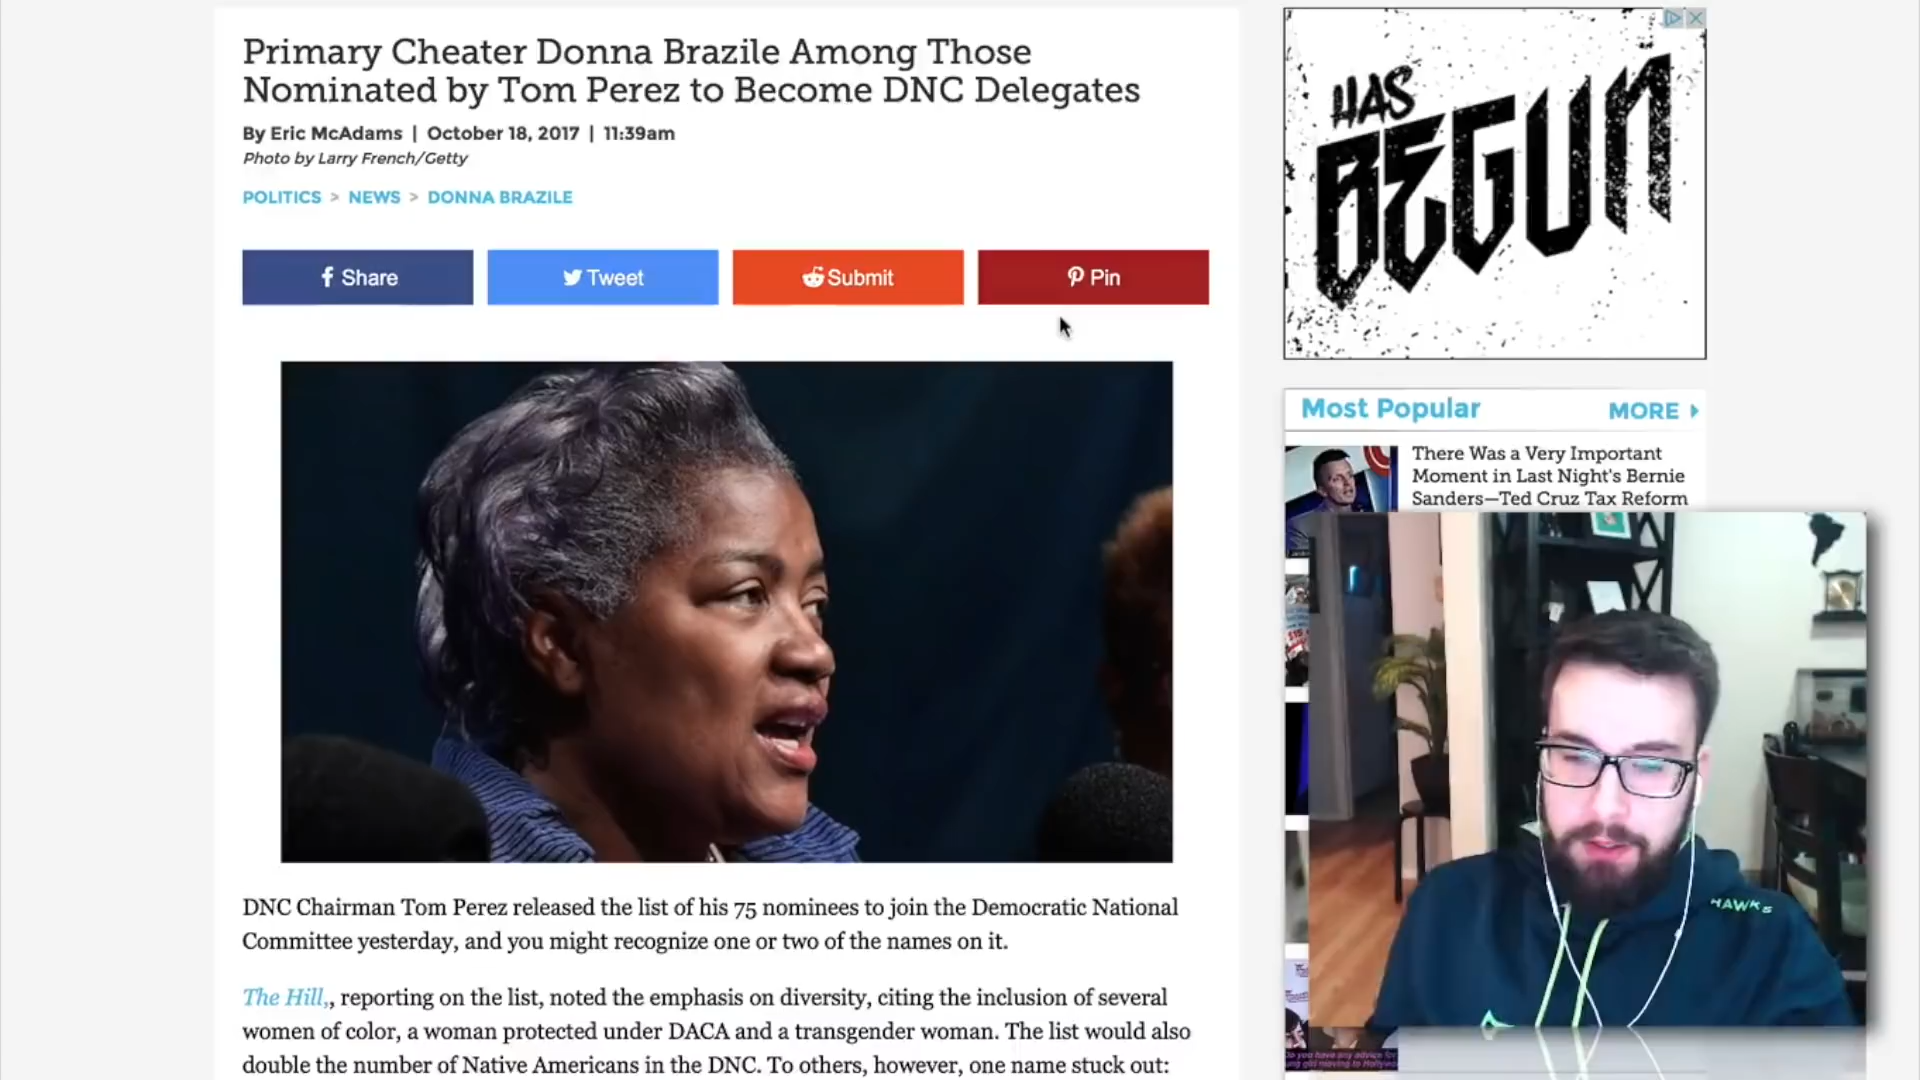 Primary Cheater Donna Brazile Among Those
Nominated by Tom Perez to Become DNC Delegates
By Eric McAdams | October 18, 2017 | 11:39am
Photo by Larry French/Getty
POLITICS > NEWS > DONNA BRAZILE
Share
Tweet
Submit
Pin
DNC Chairman Tom Perez released the list of his 75 nominees to join the Democratic National
Committee yesterday, and you might recognize one or two of the names on it.
The Hill,, reporting on the list, noted the emphasis on diversity, citing the inclusion of several
women of color, a woman protected under DACA and a transgender woman. The list would also
double the number of Native Americans in the DNC. To others, however, one name stuck out:
HAS
BEGUN
Most Popular
MORE
There Was a Very Important
Moment in Last Night's Bernie
Sanders—Ted Cruz Tax Reform
HAWKS